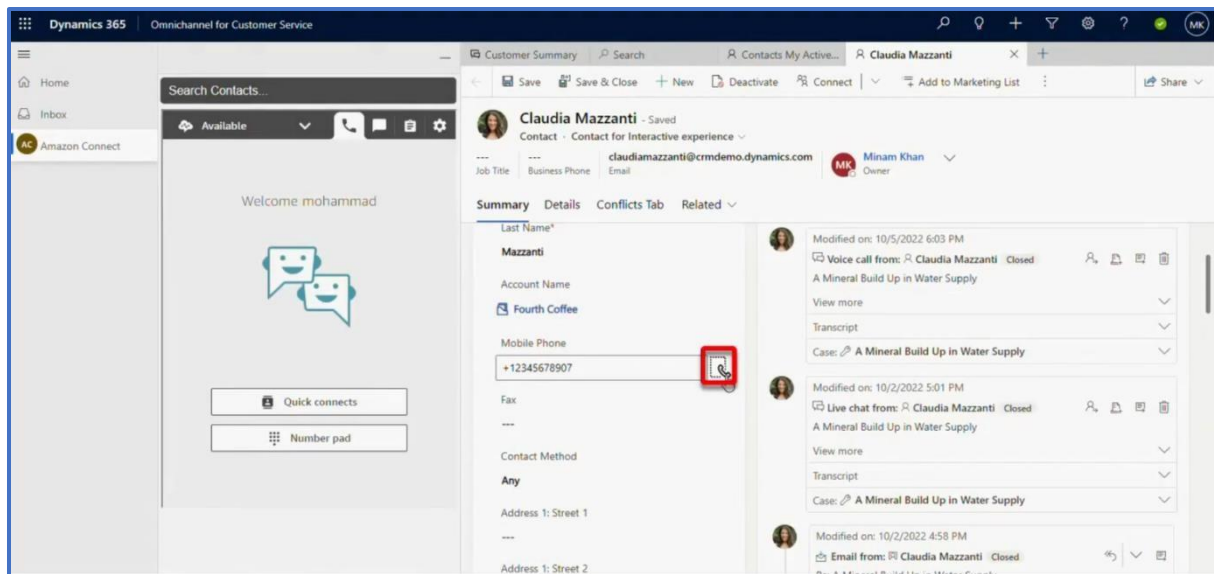 Dynamics 365 Omnichannel for Customer Service MK
Home
Inbox
AC Amazon Connect
Search Contacts...
Available
Welcome mohammad
Quick connects
Number pad
Customer Summary Search Contacts My Active... Claudia Mazzanti
Save Save & Close New Deactivate Connect Add to Marketing List Share
Claudia Mazzanti - Saved
Contact · Contact for Interactive experience
--- --- claudiamazzanti@crmdemo.dynamics.com MK Minam Khan
Job Title Business Phone Email Owner
Summary Details Conflicts Tab Related
Last Name*
Mazzanti
Account Name
Fourth Coffee
Mobile Phone
+12345678907
Fax
---
Contact Method
Any
Address 1: Street 1
---
Address 1: Street 2
Modified on: 10/5/2022 6:03 PM
Voice call from: Claudia Mazzanti Closed
A Mineral Build Up in Water Supply
View more
Transcript
Case: A Mineral Build Up in Water Supply
Modified on: 10/2/2022 5:01 PM
Live chat from: Claudia Mazzanti Closed
A Mineral Build Up in Water Supply
View more
Transcript
Case: A Mineral Build Up in Water Supply
Modified on: 10/2/2022 4:58 PM
Email from: Claudia Mazzanti Closed